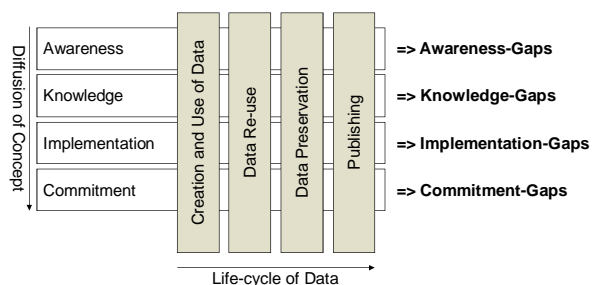 Diffusion of Concept
Awareness
Knowledge
Implementation
Commitment
Creation and Use of Data
Data Re-use
Data Preservation
Publishing
=> Awareness-Gaps
=> Knowledge-Gaps
=> Implementation-Gaps
=> Commitment-Gaps
Life-cycle of Data